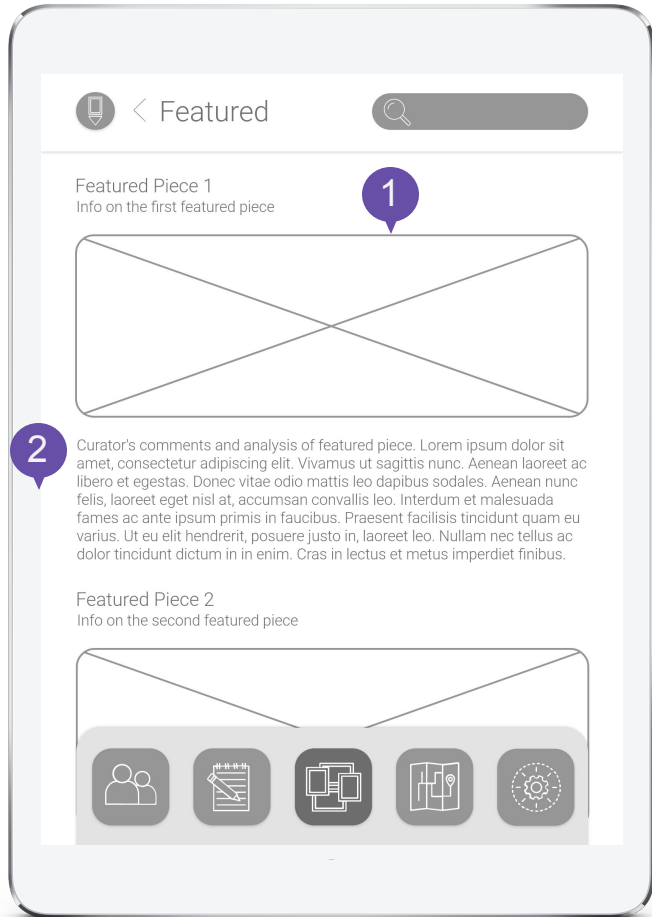 Featured
Featured Piece 1
Info on the first featured piece
1
2
Curator's comments and analysis of featured piece. Lorem ipsum dolor sit
amet, consectetur adipiscing elit. Vivamus ut sagittis nunc. Aenean laoreet ac
libero et egestas. Donec vitae odio mattis leo dapibus sodales. Aenean nunc
felis, laoreet eget nisl at, accumsan convallis leo. Interdum et malesuada
fames ac ante ipsum primis in faucibus. Praesent facilisis tincidunt quam eu
varius. Ut eu elit hendrerit, posuere justo in, laoreet leo. Nullam nec tellus ac
dolor tincidunt dictum in in enim. Cras in lectus et metus imperdiet finibus.
Featured Piece 2
Info on the second featured piece